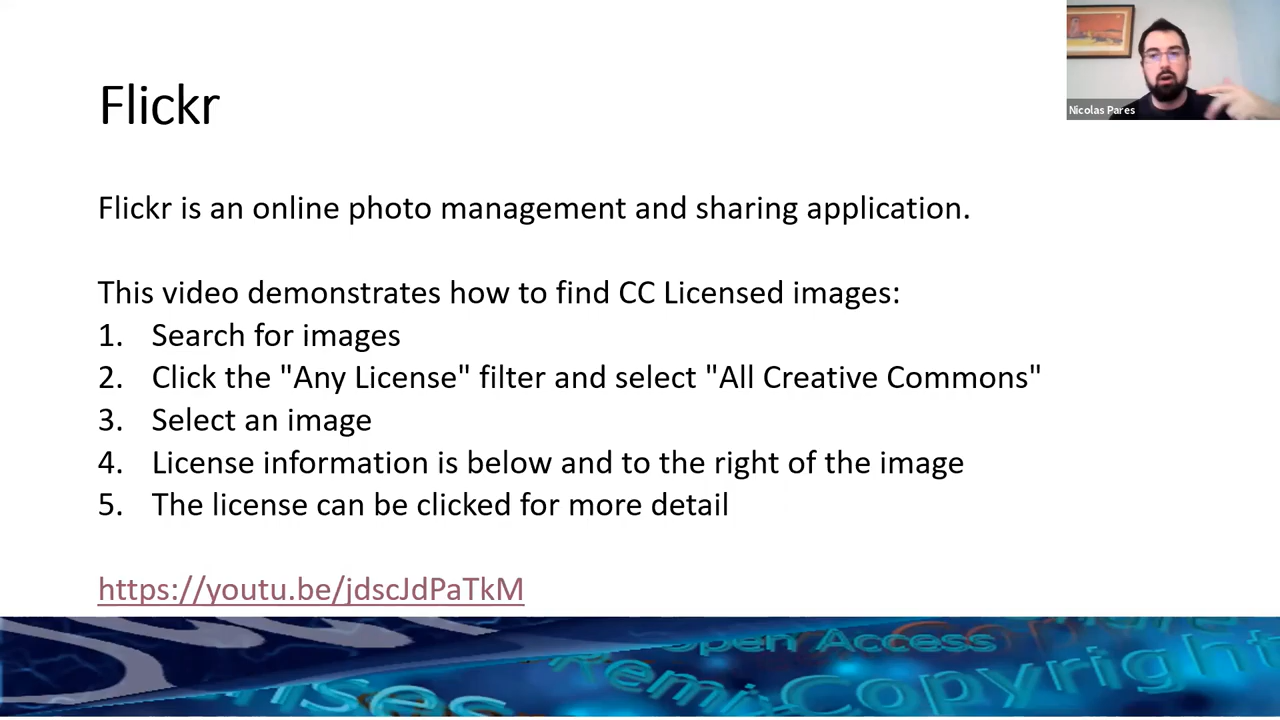 Flickr
Nicolas Pares
Flickr is an online photo management and sharing application.
This video demonstrates how to find CC Licensed images:
1. Search for images
2. Click the "Any License" filter and select "All Creative Commons"
3. Select an image
4. License information is below and to the right of the image
5. The license can be clicked for more detail
https://youtu.be/jdscJdPaTkM
Open Access
Copyright